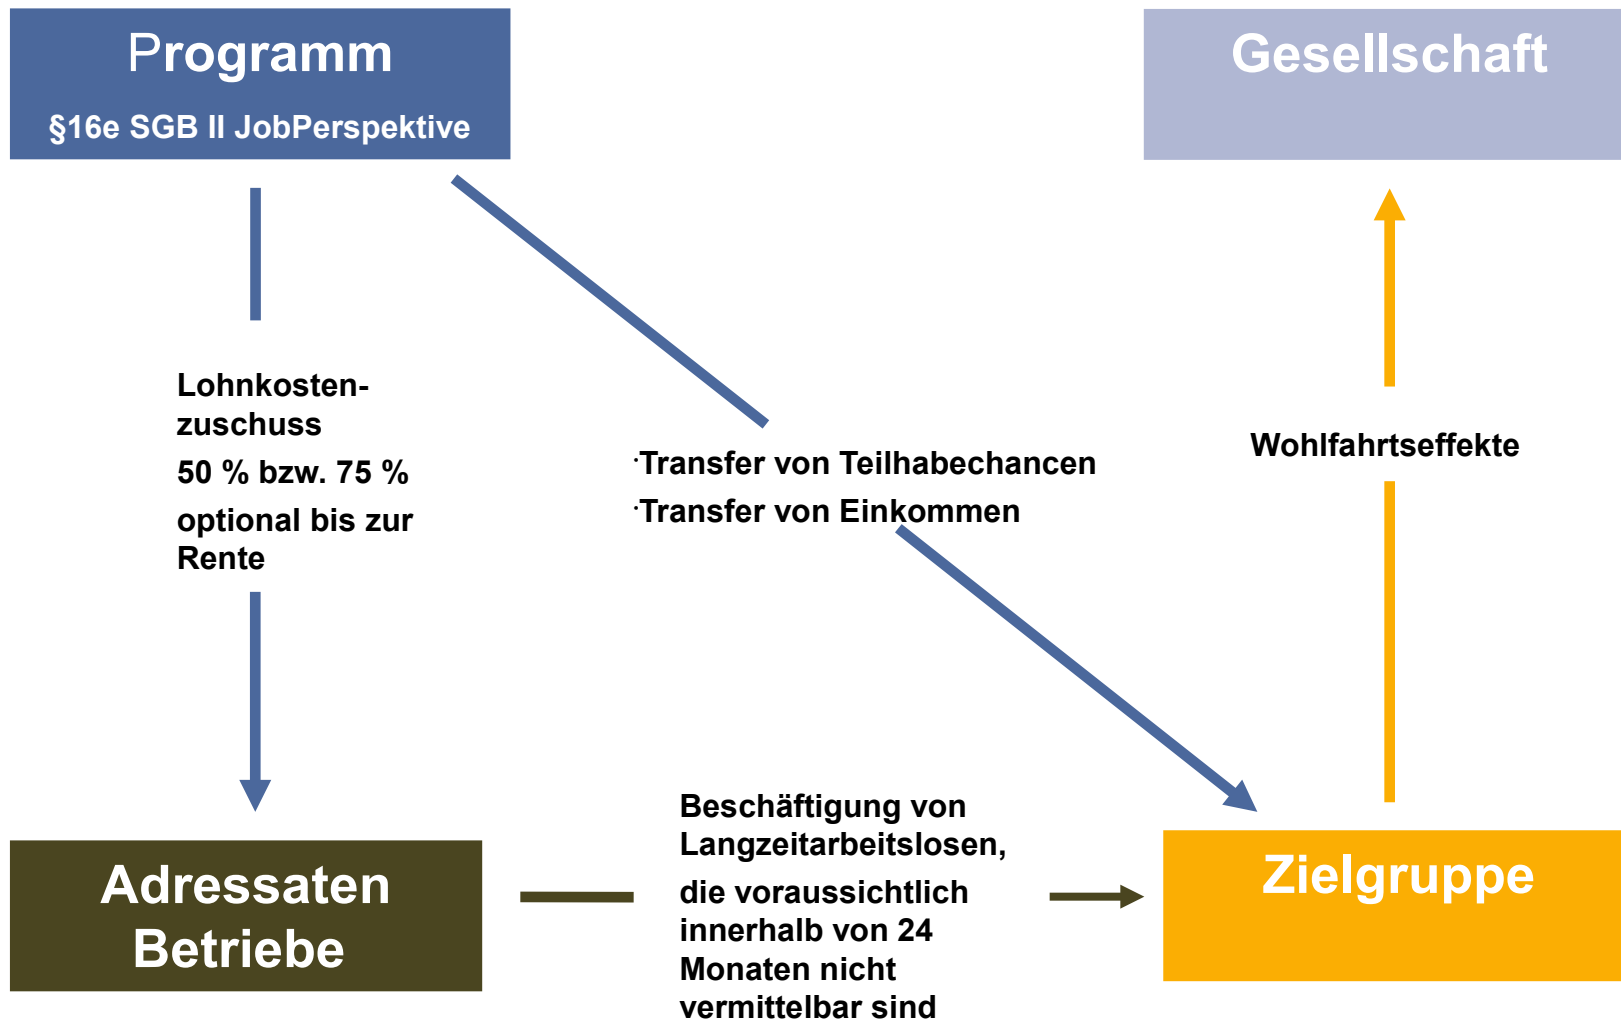 Programm
§16e SGB II JobPerspektive
Gesellschaft
Lohnkosten-
zuschuss
50 % bzw. 75 %
optional bis zur
Rente
·Transfer von Teilhabechancen
·Transfer von Einkommen
Wohlfahrtseffekte
Adressaten
Betriebe
Beschäftigung von
Langzeitarbeitslosen,
die voraussichtlich
innerhalb von 24
Monaten nicht
vermittelbar sind
Zielgruppe